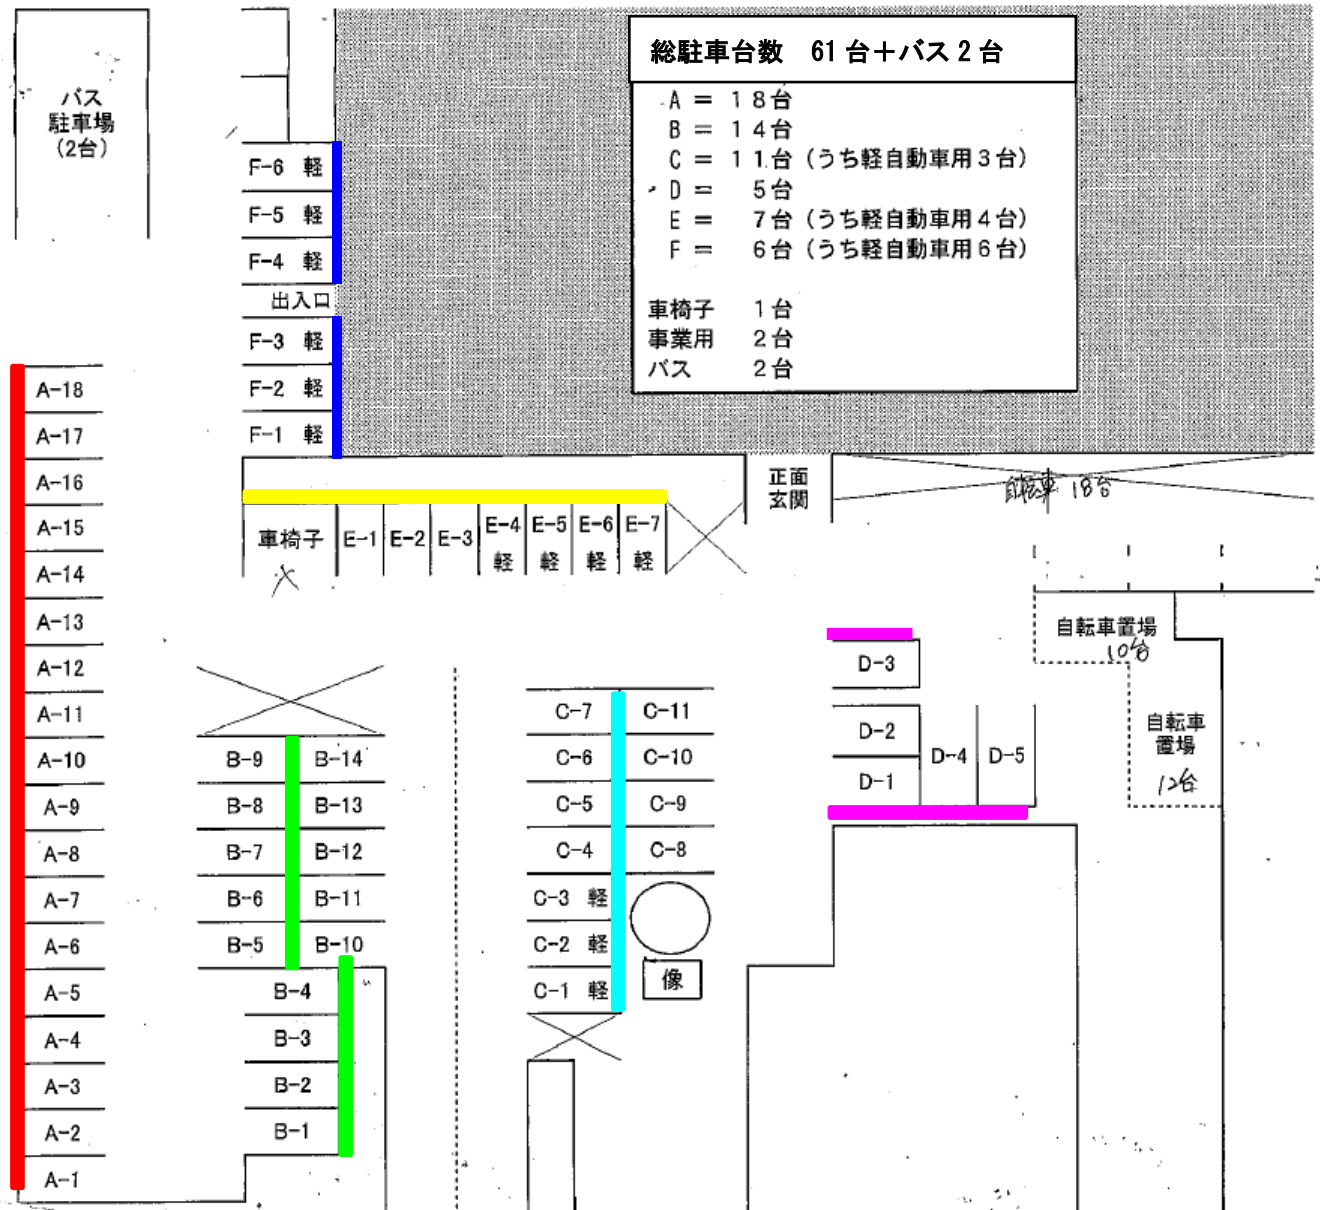 総駐車台数 61台＋バス2台
A ＝ 18台
B ＝ 14台
C ＝ 11台（うち軽自動車用3台）
D ＝ 5台
E ＝ 7台（うち軽自動車用4台）
F ＝ 6台（うち軽自動車用6台）
車椅子 1台
事業用 2台
バス 2台
バス
駐車場
（2台）
F-6 軽
F-5 軽
F-4 軽
出入口
F-3 軽
F-2 軽
F-1 軽
正面
玄関
自転車 18台
車椅子
E-1
E-2
E-3
E-4
軽
E-5
軽
E-6
軽
E-7
軽
A-18
A-17
A-16
A-15
A-14
A-13
A-12
A-11
A-10
A-9
A-8
A-7
A-6
A-5
A-4
A-3
A-2
A-1
B-9
B-8
B-7
B-6
B-5
B-14
B-13
B-12
B-11
B-10
B-4
B-3
B-2
B-1
C-7
C-6
C-5
C-4
C-3 軽
C-2 軽
C-1 軽
C-11
C-10
C-9
C-8
像
D-3
D-2
D-1
D-4
D-5
自転車置場
10台
自転車
置場
12台